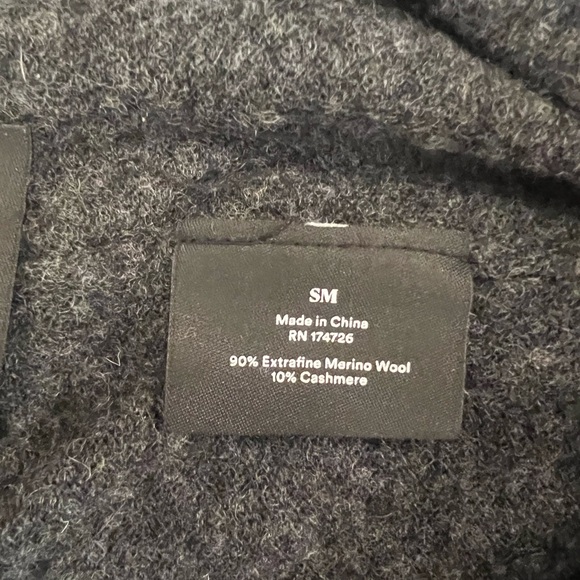 SM
Made in China
RN 174726
90% Extrafine Merino Wool
10% Cashmere